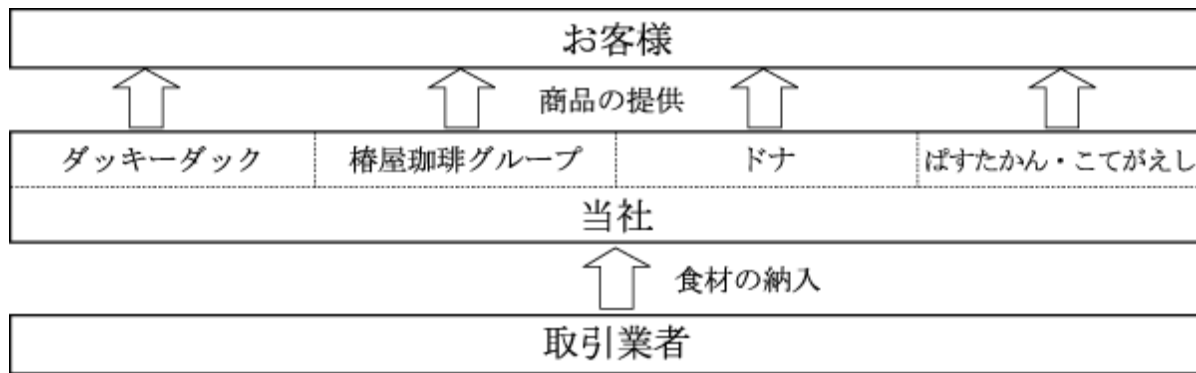 お客様
商品の提供
ダッキーダック 椿屋珈琲グループ ドナ ぱすたかん・こてがえし
当社
食材の納入
取引業者